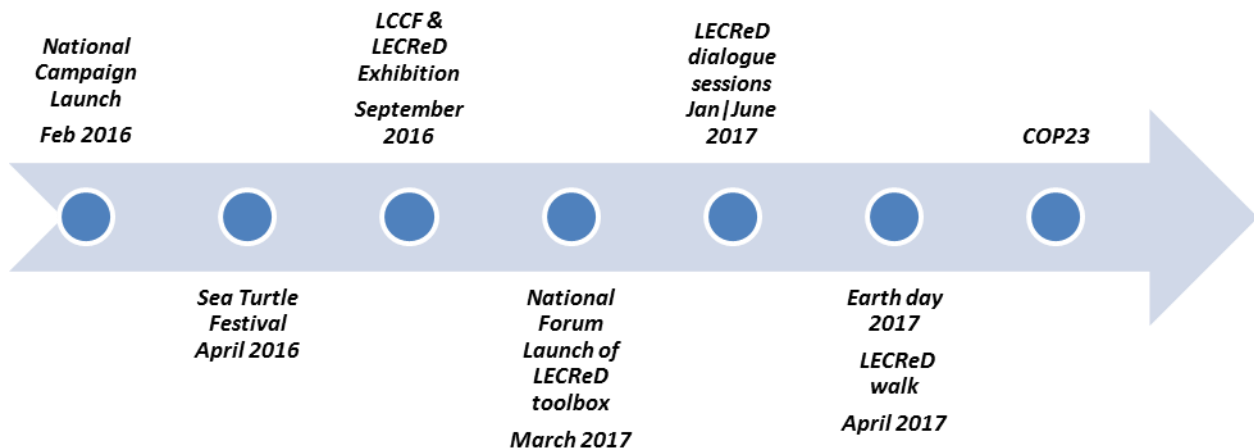 National
Campaign
Launch
Feb 2016
Sea Turtle
Festival
April 2016
LCCF &
LECReD
Exhibition
September
2016
National
Forum
Launch of
LECReD
toolbox
March 2017
LECReD
dialogue
sessions
Jan|June
2017
Earth day
2017
LECReD
walk
April 2017
COP23